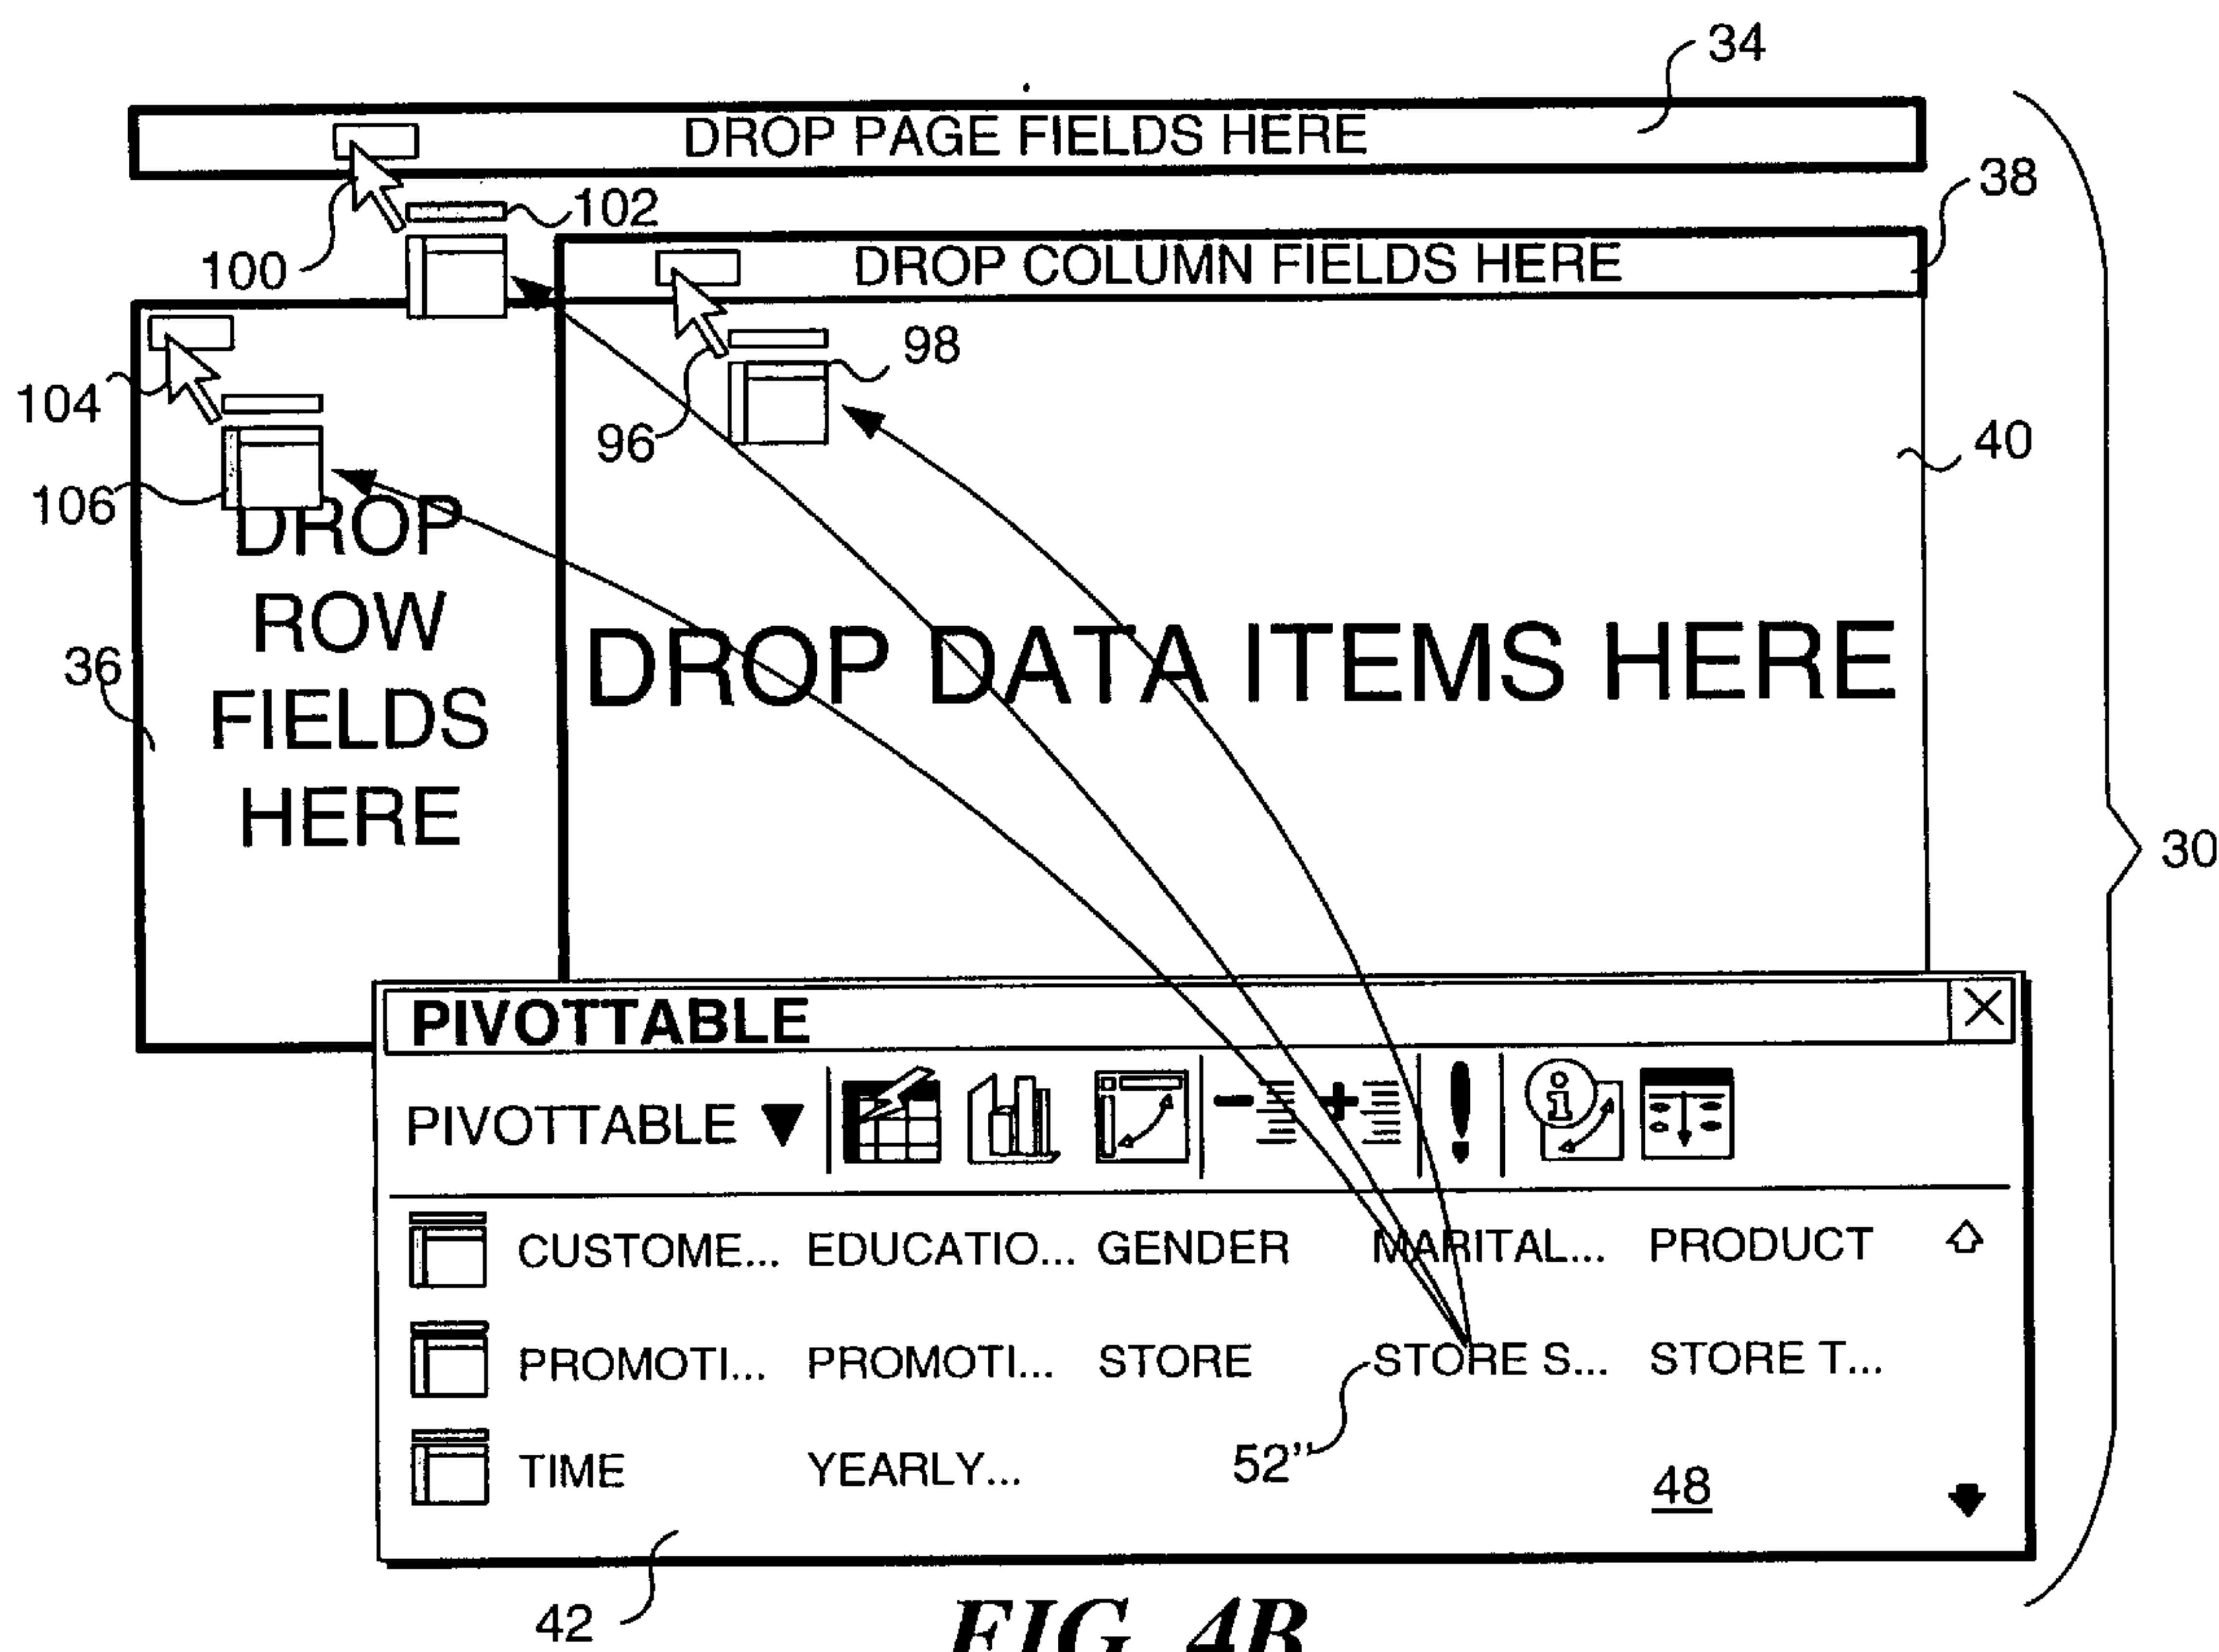 34
DROP PAGE FIELDS HERE
38
102
100
DROP COLUMN FIELDS HERE
98
104
96
40
106
DROP
ROW
FIELDS
HERE
DROP DATA ITEMS HERE
36
30
PIVOTTABLE
PIVOTTABLE
CUSTOME... EDUCATIO... GENDER MARITAL... PRODUCT
PROMOTI... PROMOTI... STORE STORE S... STORE T...
52"
TIME YEARLY...
48
42
FIG. 4B